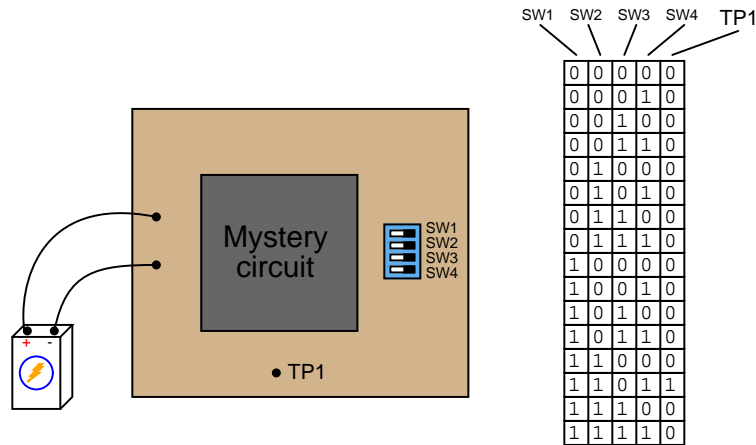 SW1 SW2 SW3 SW4 TP1
0 0 0 0 0
0 0 0 1 0
0 0 1 0 0
0 0 1 1 0
0 1 0 0 0
0 1 0 1 0
0 1 1 0 0
0 1 1 1 0
1 0 0 0 0
1 0 0 1 0
1 0 1 0 0
1 0 1 1 0
1 1 0 0 0
1 1 0 1 1
1 1 1 0 0
1 1 1 1 0
Mystery
circuit
SW1
SW2
SW3
SW4
+ -
TP1